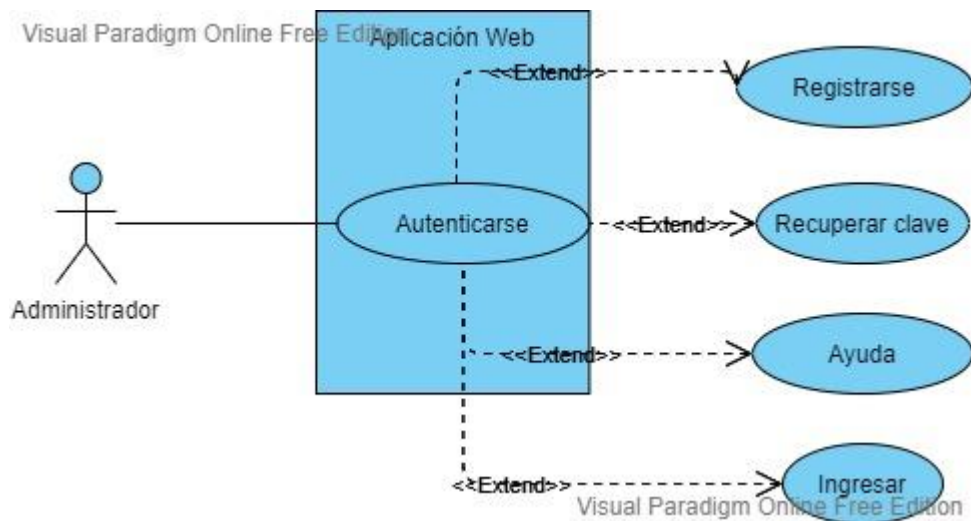 Visual Paradigm Online Free Edition
Aplicación Web
<<Extend>>
Registrarse
Autenticarse
<<Extend>>
Recuperar clave
Administrador
<<Extend>>
Ayuda
<<Extend>>
Ingresar
Visual Paradigm Online Free Edition